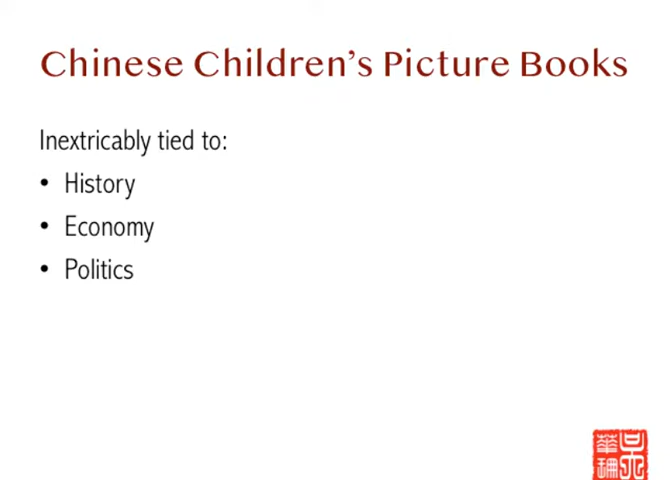 Chinese Children’s Picture Books
Inextricably tied to:
• History
• Economy
• Politics